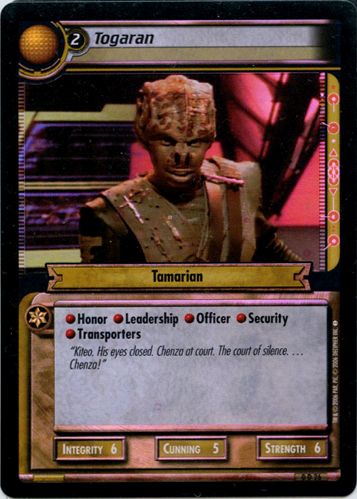 2 Togaran
Tamarian
• Honor • Leadership • Officer • Security
• Transporters
"Kiteo. His eyes closed. Chenza at court. The court of silence. …
Chenza!"
INTEGRITY 6 CUNNING 5 STRENGTH 6